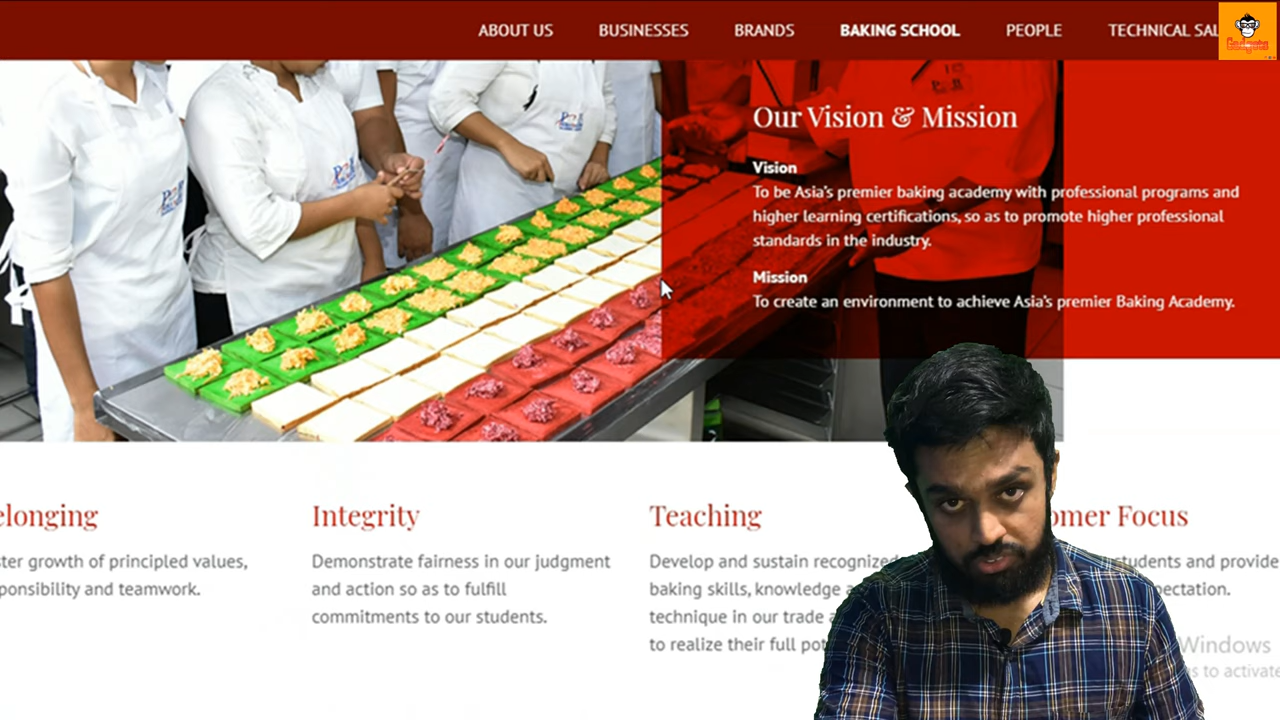 ABOUT US
BUSINESSES
BRANDS
BAKING SCHOOL
PEOPLE
TECHNICAL SAL
Gadgets
Our Vision & Mission
Vision
To be Asia's premier baking academy with professional programs and
higher learning certifications, so as to promote higher professional
standards in the industry.
Mission
To create an environment to achieve Asia's premier Baking Academy.
elonging
ter growth of principled values,
ponsibility and teamwork.
Integrity
Demonstrate fairness in our judgment
and action so as to fulfill
commitments to our students.
Teaching
Develop and sustain recognized
baking skills, knowledge a
technique in our trade a
to realize their full pot
omer Focus
students and provide
pectation.
Windows
s to activate